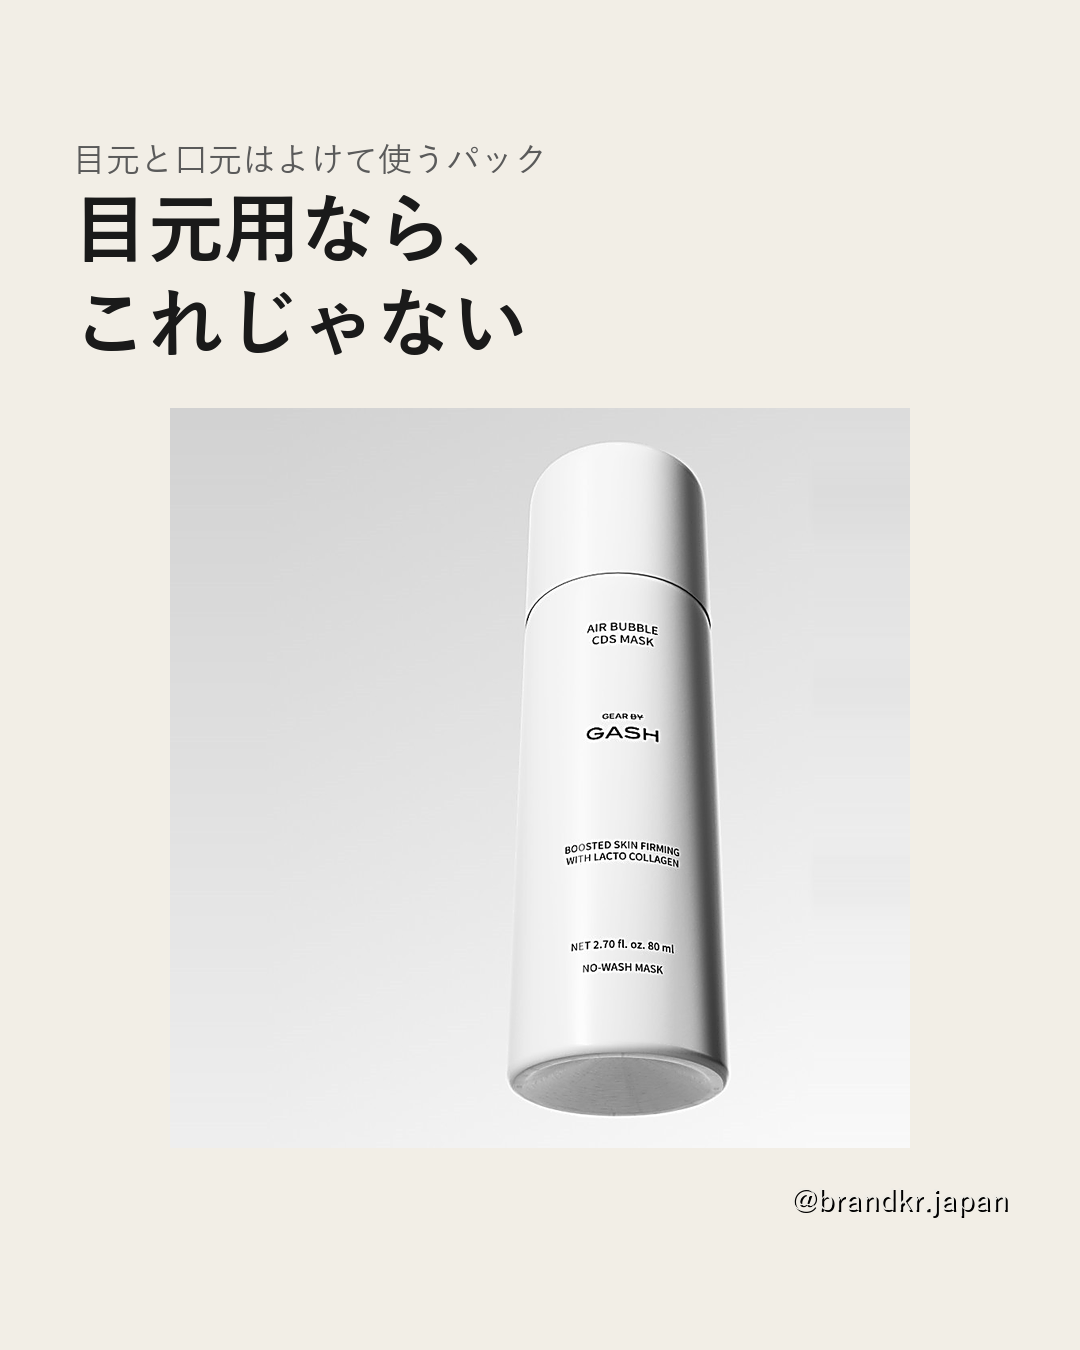 目元と口元はよけて使うパック
目元用なら、
これじゃない
AIR BUBBLE
CDS MASK
GEAR BY
GASH
BOOSTED SKIN FIRMING
WITH LACTO COLLAGEN
NET 2.70 fl. oz. 80 ml
NO-WASH MASK
@brandkr.japan